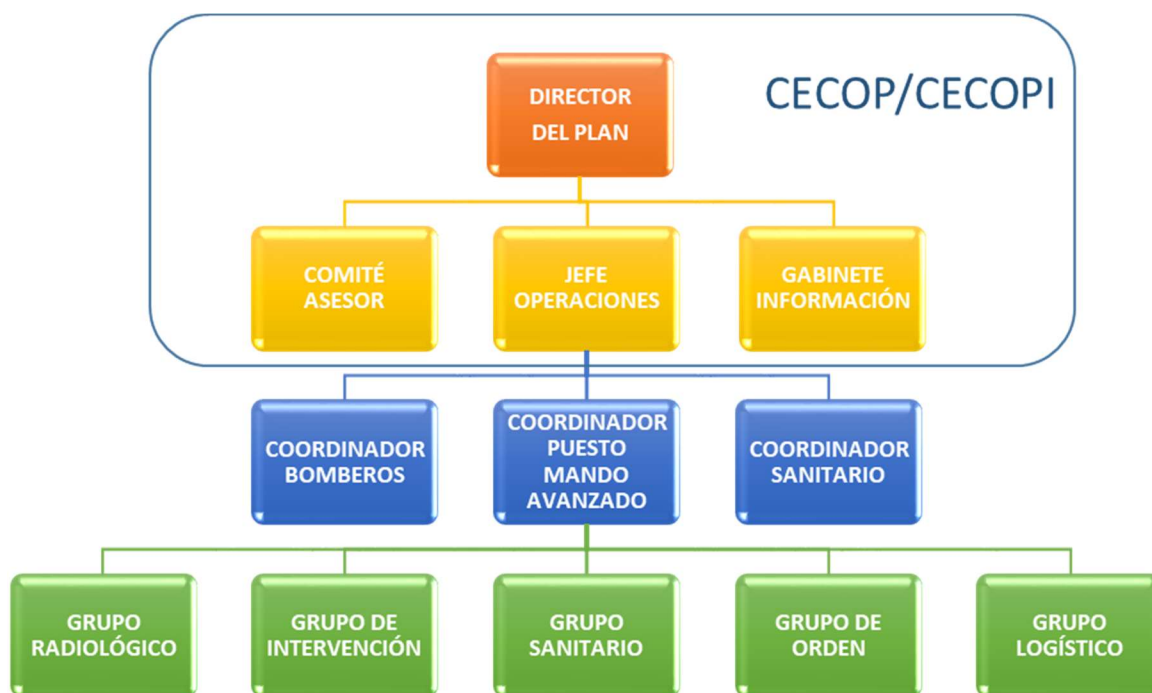 CECOP/CECOPI
DIRECTOR
DEL PLAN
COMITÉ
ASESOR
JEFE
OPERACIONES
GABINETE
INFORMACIÓN
COORDINADOR
BOMBEROS
COORDINADOR
PUESTO
MANDO
AVANZADO
COORDINADOR
SANITARIO
GRUPO
RADIOLÓGICO
GRUPO DE
INTERVENCIÓN
GRUPO
SANITARIO
GRUPO DE
ORDEN
GRUPO
LOGÍSTICO